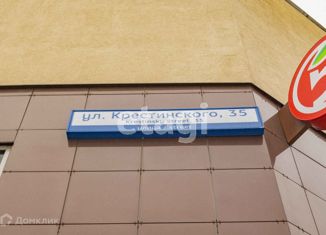 ул. Крестинского, 35
Krestinsky Street, 35
Etagi
Домклик